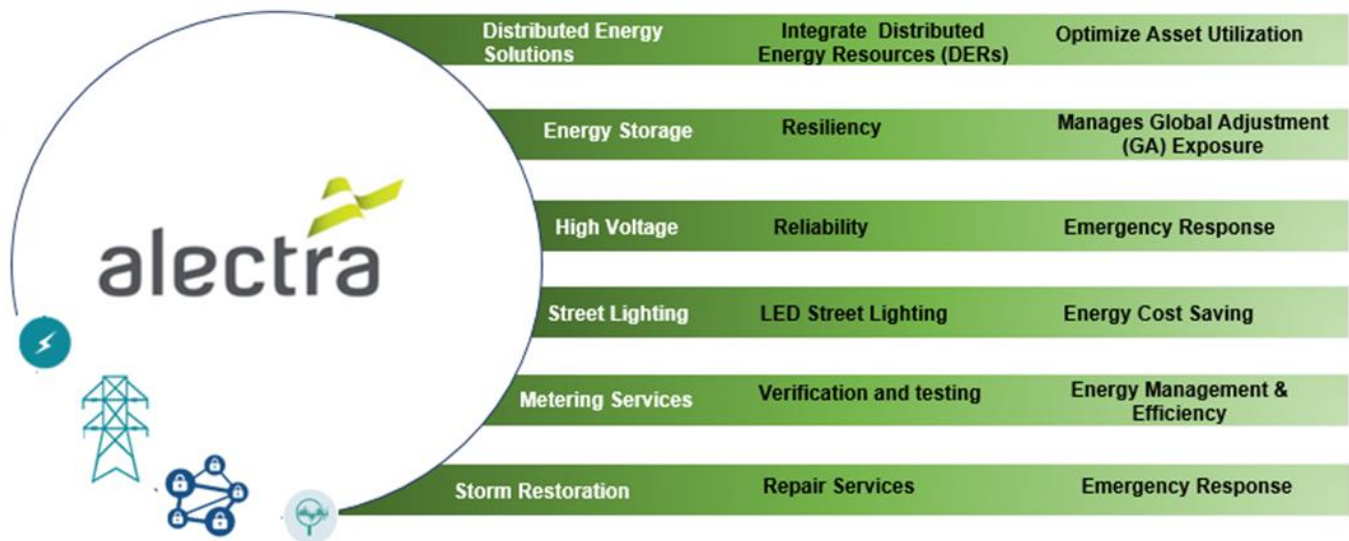 alectra
Distributed Energy
Solutions
Integrate Distributed
Energy Resources (DERs)
Optimize Asset Utilization
Energy Storage
Resiliency
Manages Global Adjustment
(GA) Exposure
High Voltage
Reliability
Emergency Response
Street Lighting
LED Street Lighting
Energy Cost Saving
Metering Services
Verification and testing
Energy Management &
Efficiency
Storm Restoration
Repair Services
Emergency Response